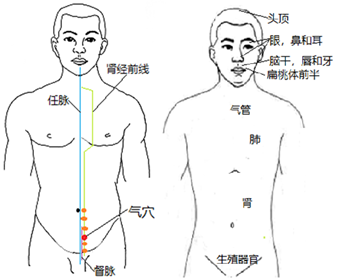 任脉
肾经前线
气穴
督脉
头顶
眼，鼻和耳
脑干，唇和牙
扁桃体前半
气管
肺
肾
生殖器官